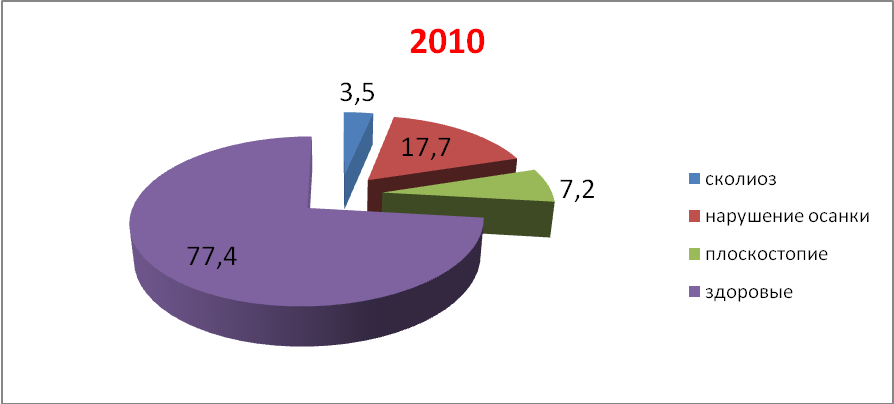 2010
3,5
17,7
7,2
77,4
сколиоз
нарушение осанки
плоскостопие
здоровые